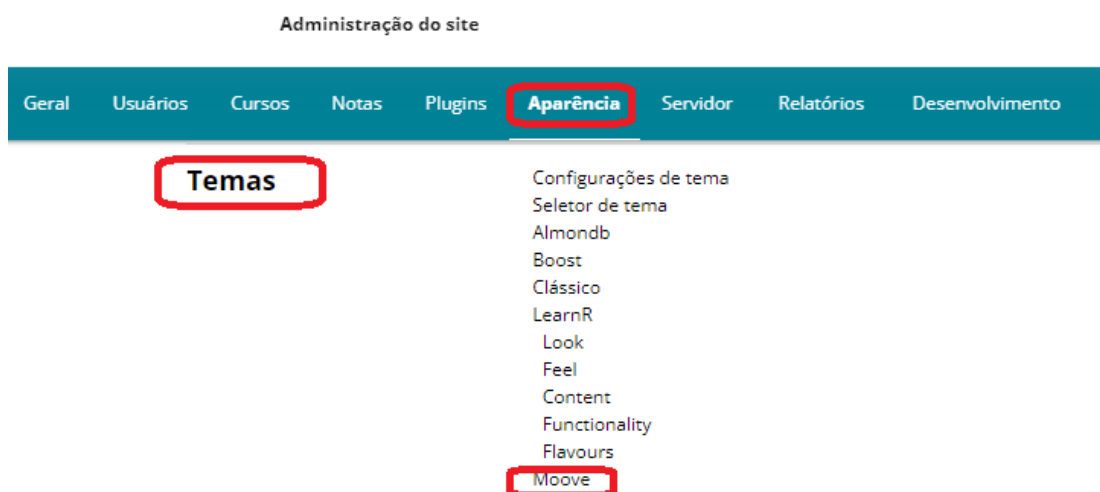 Administração do site
Geral Usuários Cursos Notas Plugins Aparência Servidor Relatórios Desenvolvimento
Temas
Configurações de tema
Seletor de tema
Almondb
Boost
Clássico
LearnR
Look
Feel
Content
Functionality
Flavours
Moove